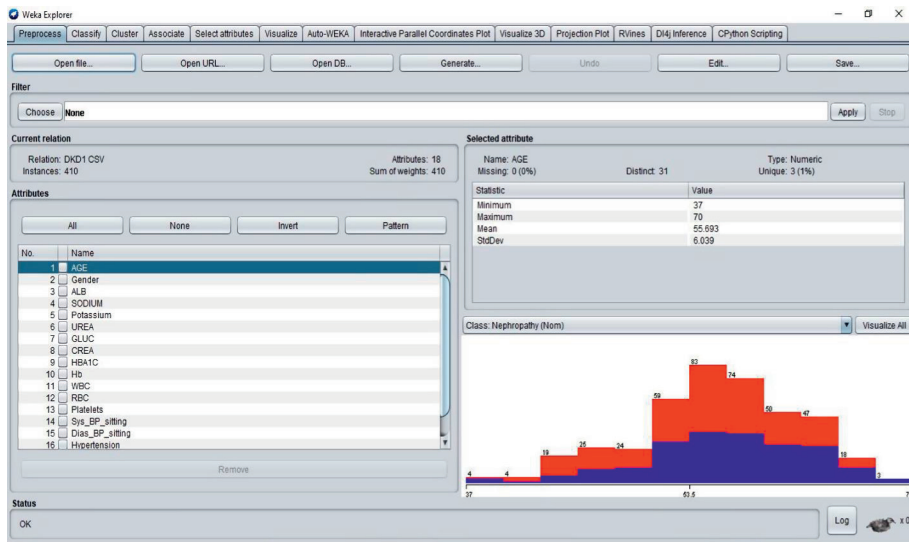 Weka Explorer
Preprocess Classify Cluster Associate Select attributes Visualize Auto-WEKA Interactive Parallel Coordinates Plot Visualize 3D Projection Plot RVines Dl4j Inference CPython Scripting
Open file... Open URL... Open DB... Generate... Undo Edit... Save...
Filter
Choose None Apply Stop
Current relation
Relation: DKD1 CSV Attributes: 18
Instances: 410 Sum of weights: 410
Attributes
All None Invert Pattern
No. Name
1 AGE
2 Gender
3 ALB
4 SODIUM
5 Potassium
6 UREA
7 GLUC
8 CREA
9 HBA1C
10 Hb
11 WBC
12 RBC
13 Platelets
14 Sys_BP_sitting
15 Dias_BP_sitting
16 Hypertension
Remove
Selected attribute
Name: AGE Type: Numeric
Missing: 0 (0%) Distinct: 31 Unique: 3 (1%)
Statistic Value
Minimum 37
Maximum 70
Mean 55.693
StdDev 6.039
Class: Nephropathy (Nom) Visualize All
4 4 19 25 24 59 83 74 50 47 18 3
37 53.5
Status
OK Log x 0